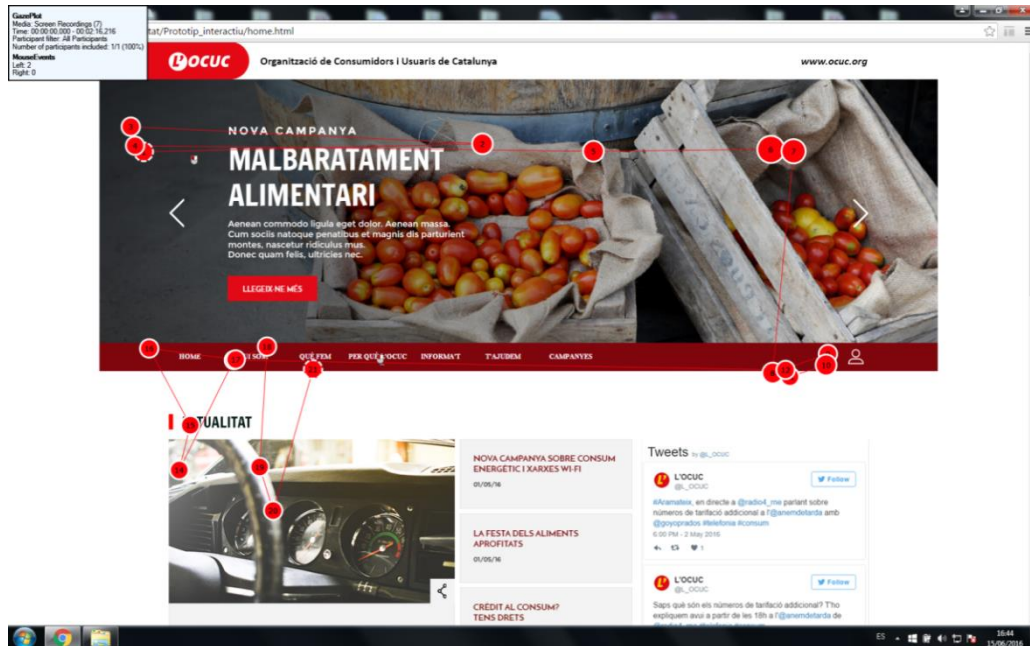 GazePlot
Media: Screen Recordings (7)
Time: 00:00:00,000 - 00:02:16,216
Participant filter: All Participants
Number of participants included: 1/1 (100%)
MouseEvents
Left: 2
Right: 0
tat/Prototip_interactiu/home.html
L'OCUC
Organització de Consumidors i Usuaris de Catalunya
www.ocuc.org
NOVA CAMPANYA
MALBARATAMENT
ALIMENTARI
Aenean commodo ligula eget dolor. Aenean massa.
Cum sociis natoque penatibus et magnis dis parturient
montes, nascetur ridiculus mus.
Donec quam felis, ultricies nec.
LLEGEIX-NE MÉS
HOME
QUÈ FEM
PER QUÈ L'OCUC
INFORMA'T
T'AJUDEM
CAMPANYES
TUALITAT
NOVA CAMPANYA SOBRE CONSUM
ENERGÈTIC I XARXES WI-FI
01/05/16
LA FESTA DELS ALIMENTS
APROFITATS
01/05/16
CRÈDIT AL CONSUM?
TENS DRETS
Tweets by @L_OCUC
L'OCUC
@L_OCUC
Follow
#Aramateix, en directe a @radio4_rne parlant sobre
números de tarifació addicional a l'@anemdetarda amb
@goyoprados #telefonia #consum
6:00 PM - 2 May 2016
1
L'OCUC
@L_OCUC
Follow
Saps què són els números de tarifació addicional? T'ho
expliquem avui a partir de les 18h a l'@anemdetarda de
ES
16:44
15/06/2016